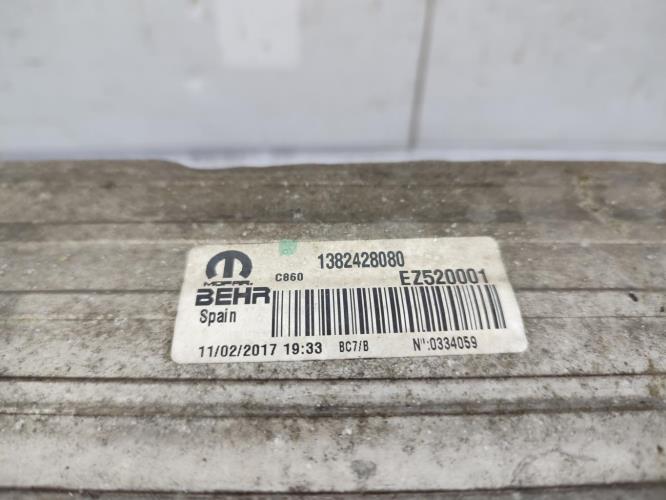 1382428080
MOPAR
C860
EZ520001
BEHR
Spain
11/02/2017 19:33 BC7/B N°:0334059